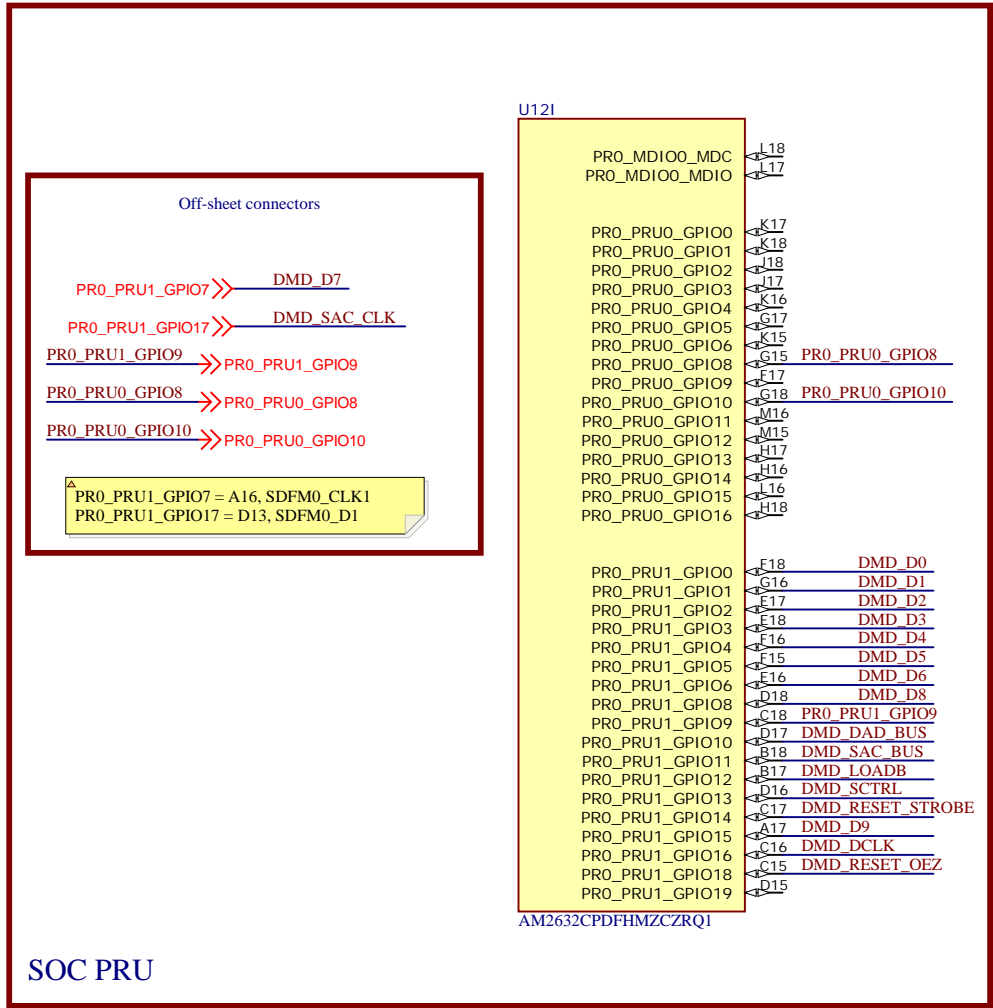 U12I
PR0_MDIO0_MDC L18
PR0_MDIO0_MDIO L17
PR0_PRU0_GPIO0 K17
PR0_PRU0_GPIO1 K18
PR0_PRU0_GPIO2 J18
PR0_PRU0_GPIO3 J17
PR0_PRU0_GPIO4 K16
PR0_PRU0_GPIO5 G17
PR0_PRU0_GPIO6 K15
PR0_PRU0_GPIO8 G15 PR0_PRU0_GPIO8
PR0_PRU0_GPIO9 F17
PR0_PRU0_GPIO10 G18 PR0_PRU0_GPIO10
PR0_PRU0_GPIO11 M16
PR0_PRU0_GPIO12 M15
PR0_PRU0_GPIO13 H17
PR0_PRU0_GPIO14 H16
PR0_PRU0_GPIO15 L16
PR0_PRU0_GPIO16 H18
PR0_PRU1_GPIO0 F18 DMD_D0
PR0_PRU1_GPIO1 G16 DMD_D1
PR0_PRU1_GPIO2 E17 DMD_D2
PR0_PRU1_GPIO3 E18 DMD_D3
PR0_PRU1_GPIO4 F16 DMD_D4
PR0_PRU1_GPIO5 F15 DMD_D5
PR0_PRU1_GPIO6 E16 DMD_D6
PR0_PRU1_GPIO8 D18 DMD_D8
PR0_PRU1_GPIO9 C18 PR0_PRU1_GPIO9
PR0_PRU1_GPIO10 D17 DMD_DAD_BUS
PR0_PRU1_GPIO11 B18 DMD_SAC_BUS
PR0_PRU1_GPIO12 B17 DMD_LOADB
PR0_PRU1_GPIO13 D16 DMD_SCTRL
PR0_PRU1_GPIO14 C17 DMD_RESET_STROBE
PR0_PRU1_GPIO15 A17 DMD_D9
PR0_PRU1_GPIO16 C16 DMD_DCLK
PR0_PRU1_GPIO18 C15 DMD_RESET_OEZ
PR0_PRU1_GPIO19 D15
AM2632CPDFHMZCZRQ1
Off-sheet connectors
PR0_PRU1_GPIO7 DMD_D7
PR0_PRU1_GPIO17 DMD_SAC_CLK
PR0_PRU1_GPIO9 PR0_PRU1_GPIO9
PR0_PRU0_GPIO8 PR0_PRU0_GPIO8
PR0_PRU0_GPIO10 PR0_PRU0_GPIO10
PR0_PRU1_GPIO7 = A16, SDFM0_CLK1
PR0_PRU1_GPIO17 = D13, SDFM0_D1
SOC PRU